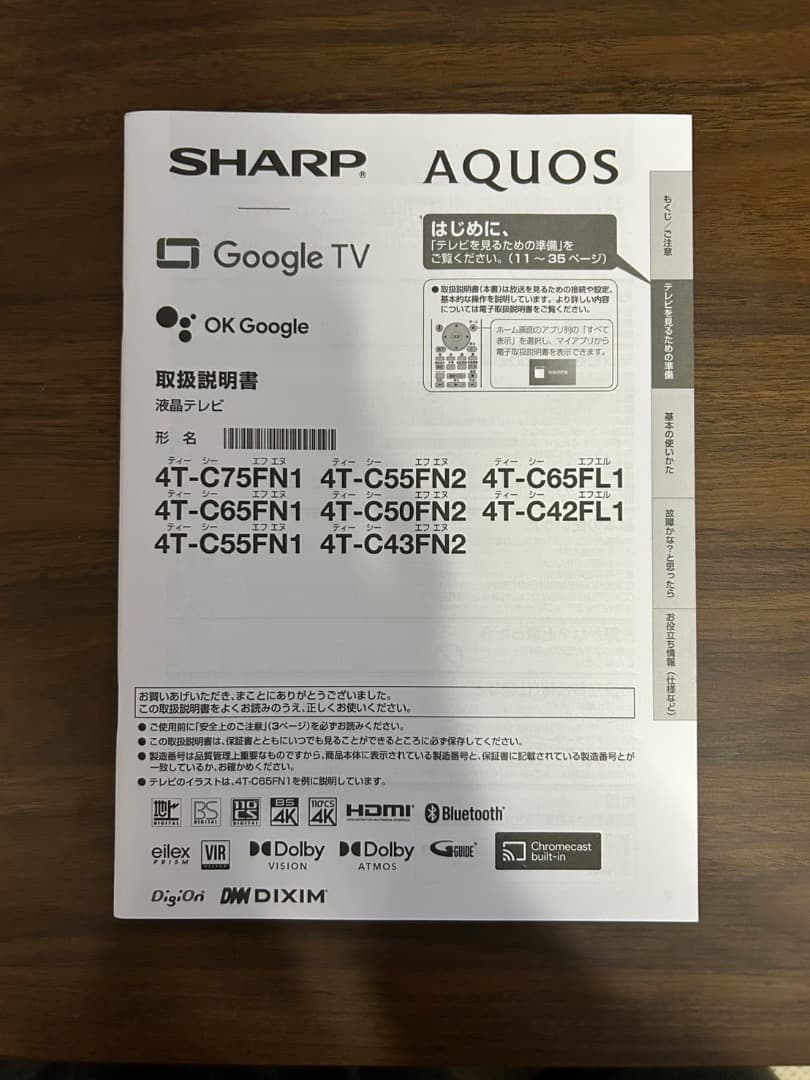 SHARP® AQUOS
Google TV
OK Google
はじめに、
「テレビを見るための準備」を
ご覧ください。(11 ～ 35 ページ)
● 取扱説明書(本書)は放送を見るための接続や設定、
基本的な操作を説明しています。より詳しい内容
については電子取扱説明書をご覧ください。
ホーム画面のアプリ列の「すべて
表示」を選択し、マイアプリから
電子取扱説明書を表示できます。
取扱説明書
液晶テレビ
形 名
ティー シー エフ エヌ ティー シー エフ エヌ ティー シー エフ エル
4T-C75FN1 4T-C55FN2 4T-C65FL1
ティー シー エフ エヌ ティー シー エフ エヌ ティー シー エフ エル
4T-C65FN1 4T-C50FN2 4T-C42FL1
ティー シー エフ エヌ ティー シー エフ エヌ
4T-C55FN1 4T-C43FN2
もくじ／ご注意
テレビを見るための準備
基本の使いかた
故障かな？と思ったら
お役立ち情報（仕様など）
お買いあげいただき、まことにありがとうございました。
この取扱説明書をよくお読みのうえ、正しくお使いください。
● ご使用前に「安全上のご注意」(3ページ)を必ずお読みください。
● この取扱説明書は、保証書とともにいつでも見ることができるところに必ず保存してください。
● 製造番号は品質管理上重要なものですから、商品本体に表示されている製造番号と、保証書に記載されている製造番号とが
一致しているか、お確かめください。
● テレビのイラストは、4T-C65FN1を例に説明しています。
地上 DIGITAL BS DIGITAL 110度CS DIGITAL BS 4K 110度CS 4K HDMI Bluetooth®
eilex PRISM VIR Dolby VISION Dolby ATMOS G-GUIDE® Chromecast built-in
DigiOn DIXIM